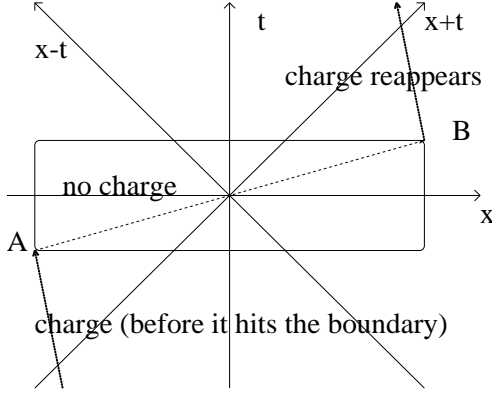 t
x+t
x-t
charge reappears
B
no charge
x
A
charge (before it hits the boundary)